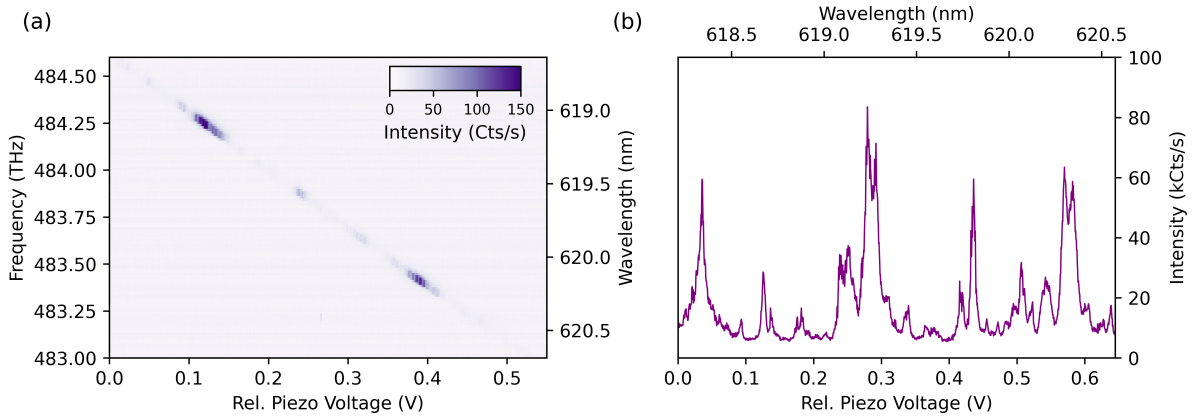 (a)
484.50
484.25
484.00
483.75
483.50
483.25
483.00
Frequency (THz)
0 50 100 150
Intensity (Cts/s)
619.0
619.5
620.0
620.5
Wavelength (nm)
0.0 0.1 0.2 0.3 0.4 0.5
Rel. Piezo Voltage (V)
(b)
Wavelength (nm)
618.5 619.0 619.5 620.0 620.5
100
80
60
40
20
0
Intensity (kCts/s)
0.0 0.1 0.2 0.3 0.4 0.5 0.6
Rel. Piezo Voltage (V)